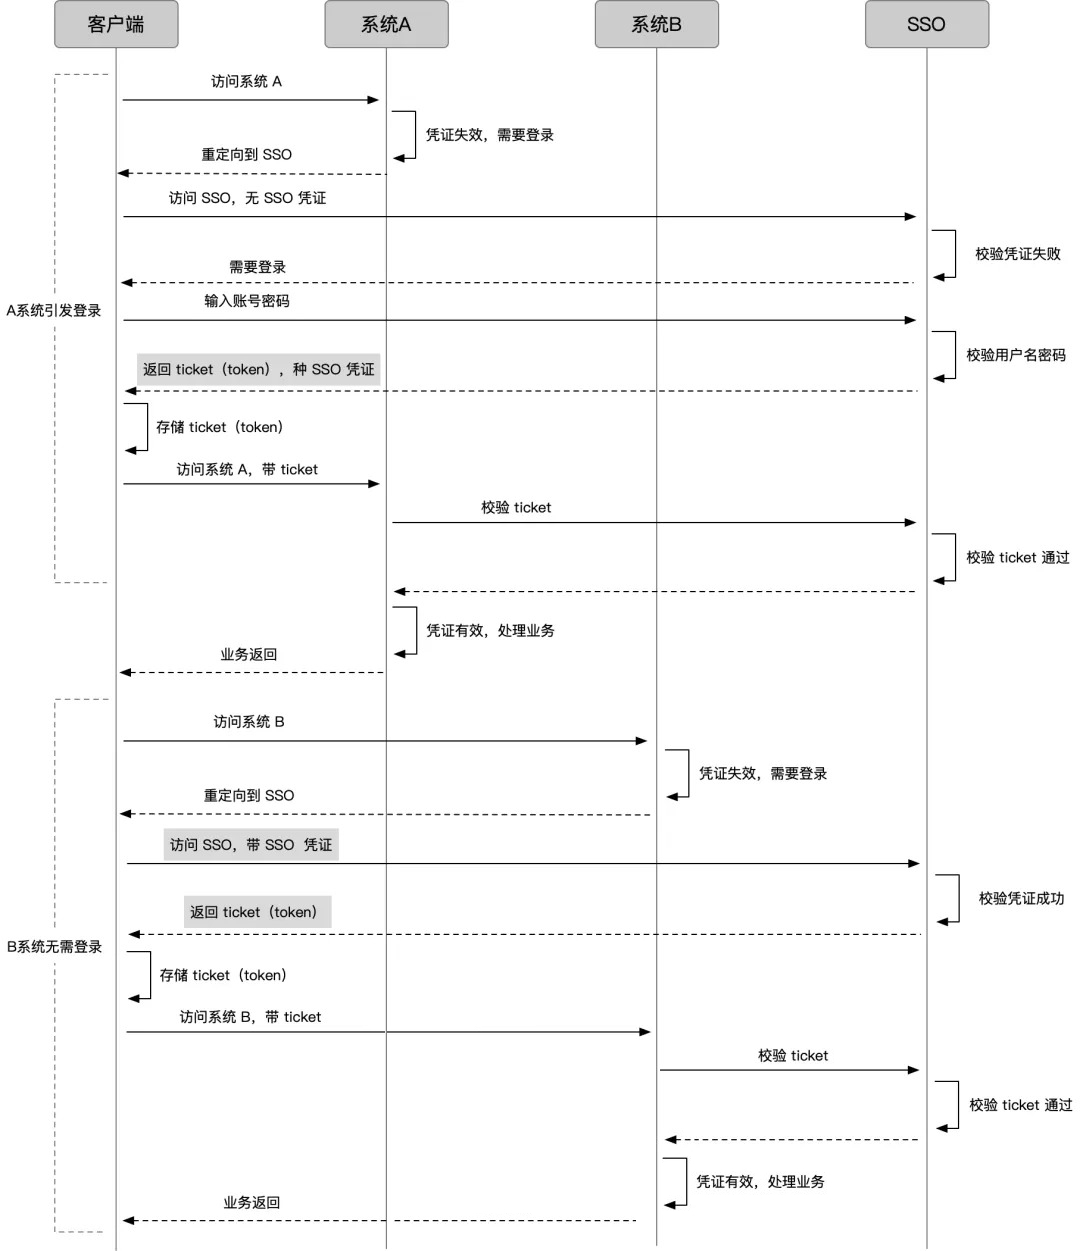 客户端
系统A
系统B
SSO
访问系统 A
凭证失效，需要登录
重定向到 SSO
访问 SSO，无 SSO 凭证
校验凭证失败
需要登录
输入账号密码
A系统引发登录
校验用户名密码
返回 ticket（token），种 SSO 凭证
存储 ticket（token）
访问系统 A，带 ticket
校验 ticket
校验 ticket 通过
凭证有效，处理业务
业务返回
访问系统 B
凭证失效，需要登录
重定向到 SSO
访问 SSO，带 SSO 凭证
校验凭证成功
返回 ticket（token）
B系统无需登录
存储 ticket（token）
访问系统 B，带 ticket
校验 ticket
校验 ticket 通过
凭证有效，处理业务
业务返回